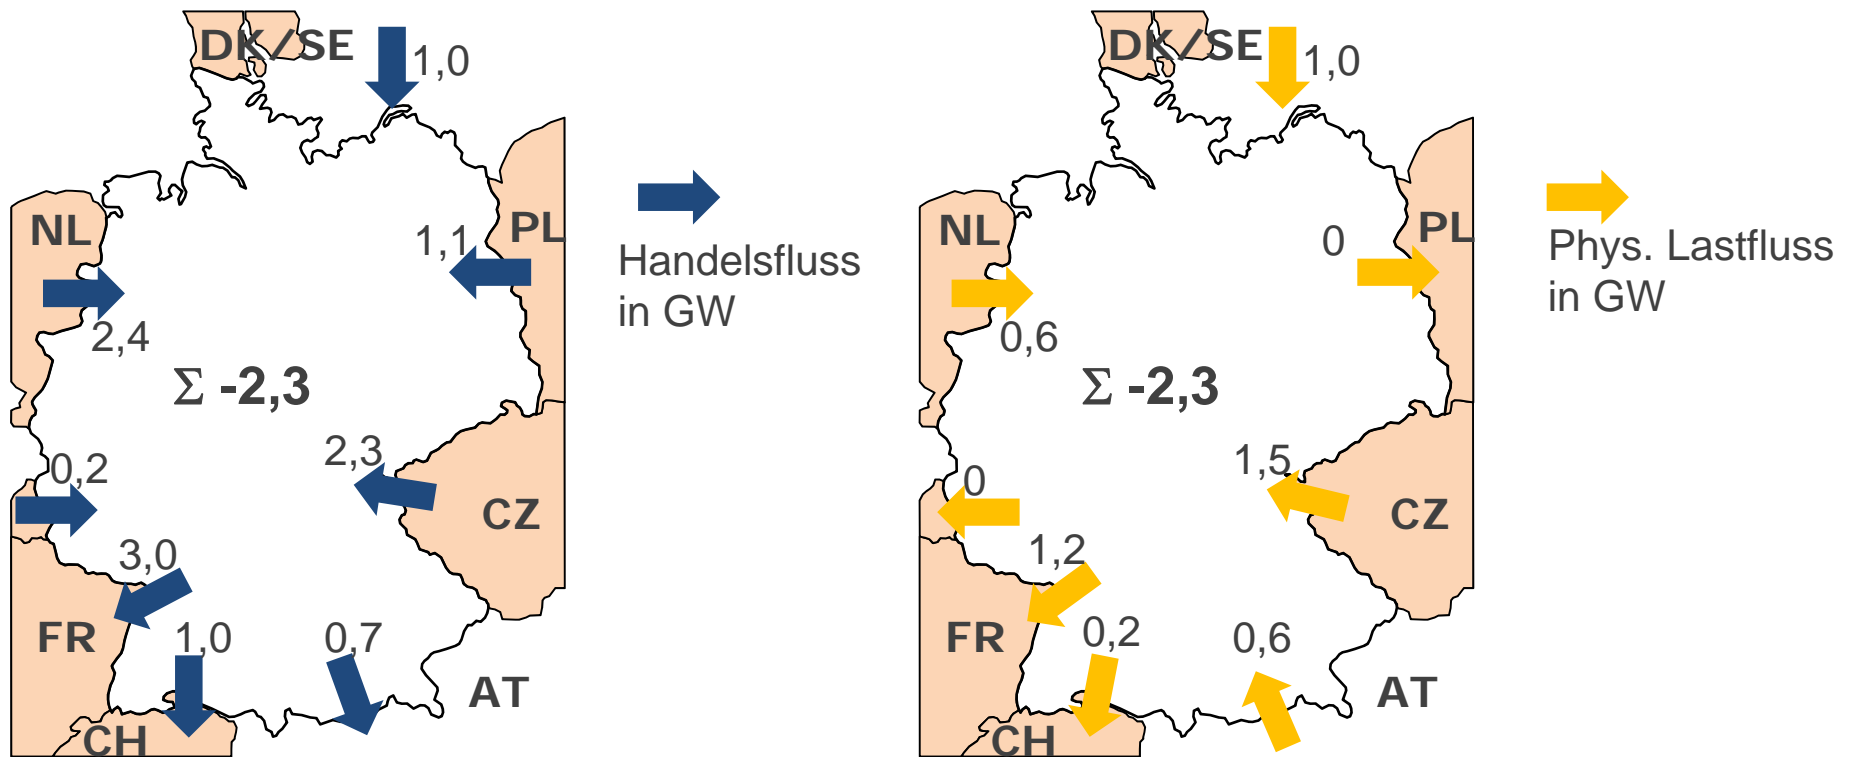 DK/SE
1,0
NL
1,1
PL
2,4
Σ -2,3
0,2
2,3
CZ
3,0
FR
1,0
0,7
AT
CH
Handelsfluss
in GW
DK/SE
1,0
NL
0
PL
0,6
Σ -2,3
0
1,5
CZ
1,2
FR
0,2
0,6
AT
CH
Phys. Lastfluss
in GW